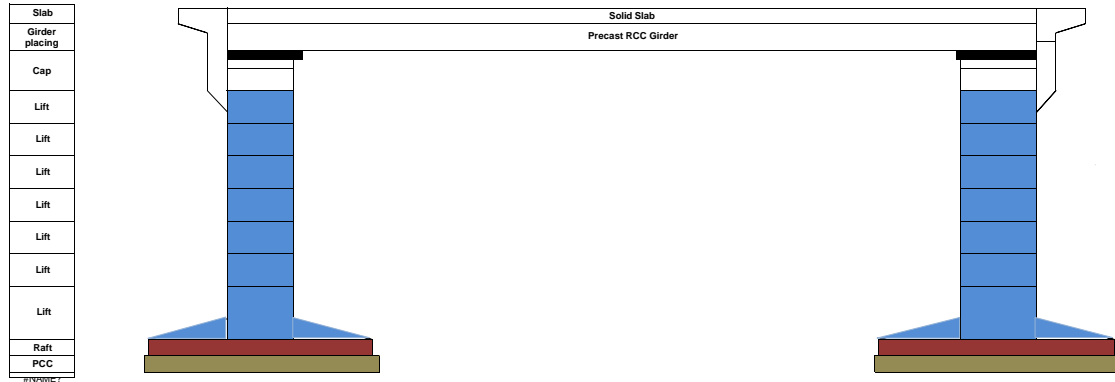 Slab
Solid Slab
Girder
placing
Precast RCC Girder
Cap
Lift
Lift
Lift
Lift
Lift
Lift
Lift
Raft
PCC
#NAME?